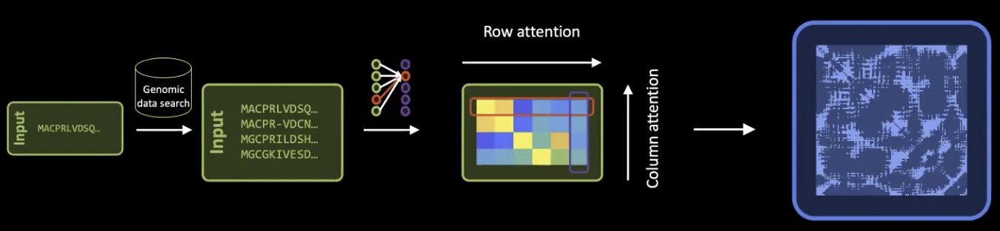 Input
MACPRLVDSQ...
Genomic
data search
Input
MACPRLVDSQ...
MACPR-VDCN...
MGCPRILDSH...
MGCGKIVESD...
Row attention
Column attention